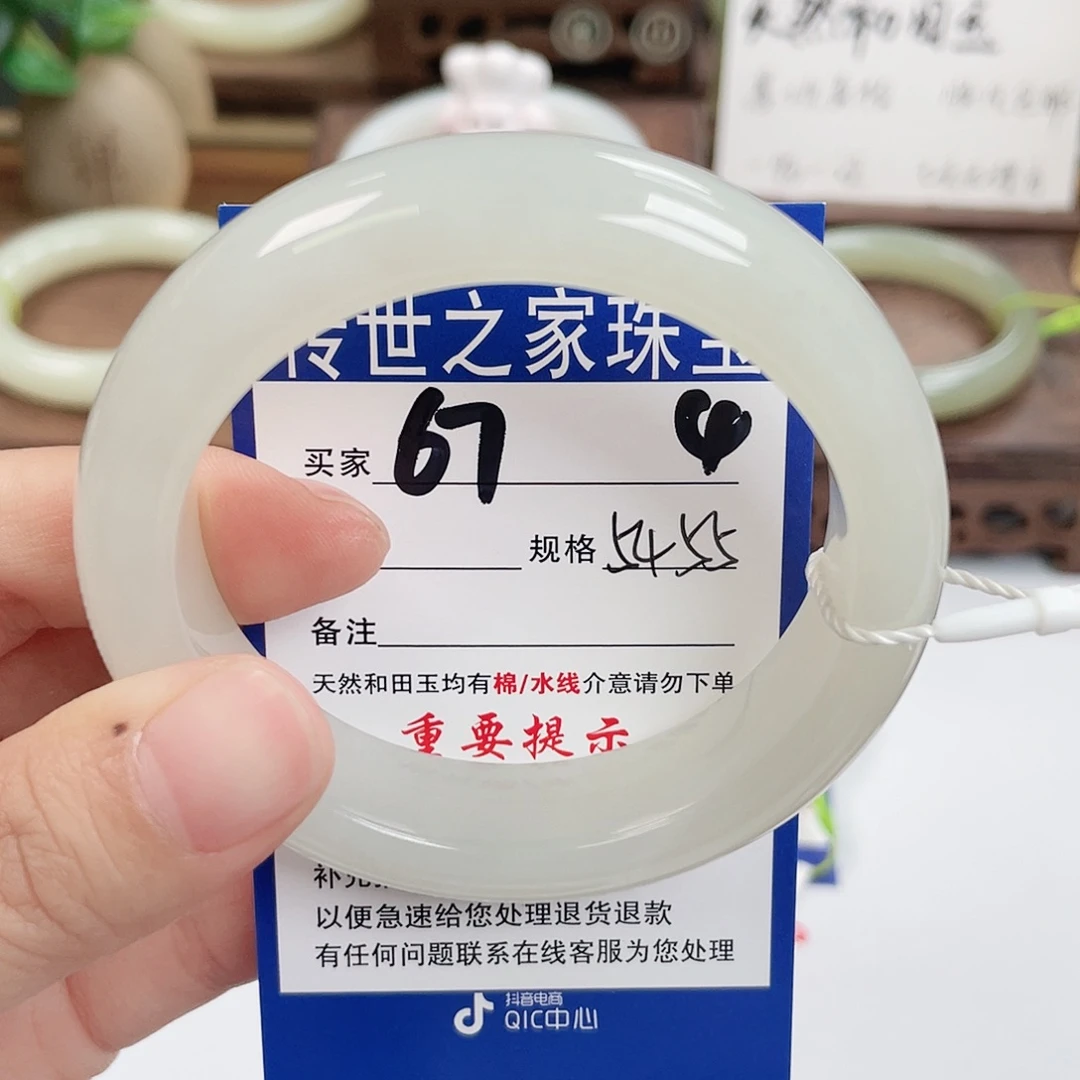 传世之家珠宝
买家 67
规格 54 55
备注
天然和田玉均有棉/水线介意请勿下单
重要提示
以便急速给您处理退货退款
有任何问题联系在线客服为您处理
抖音电商
QIC中心